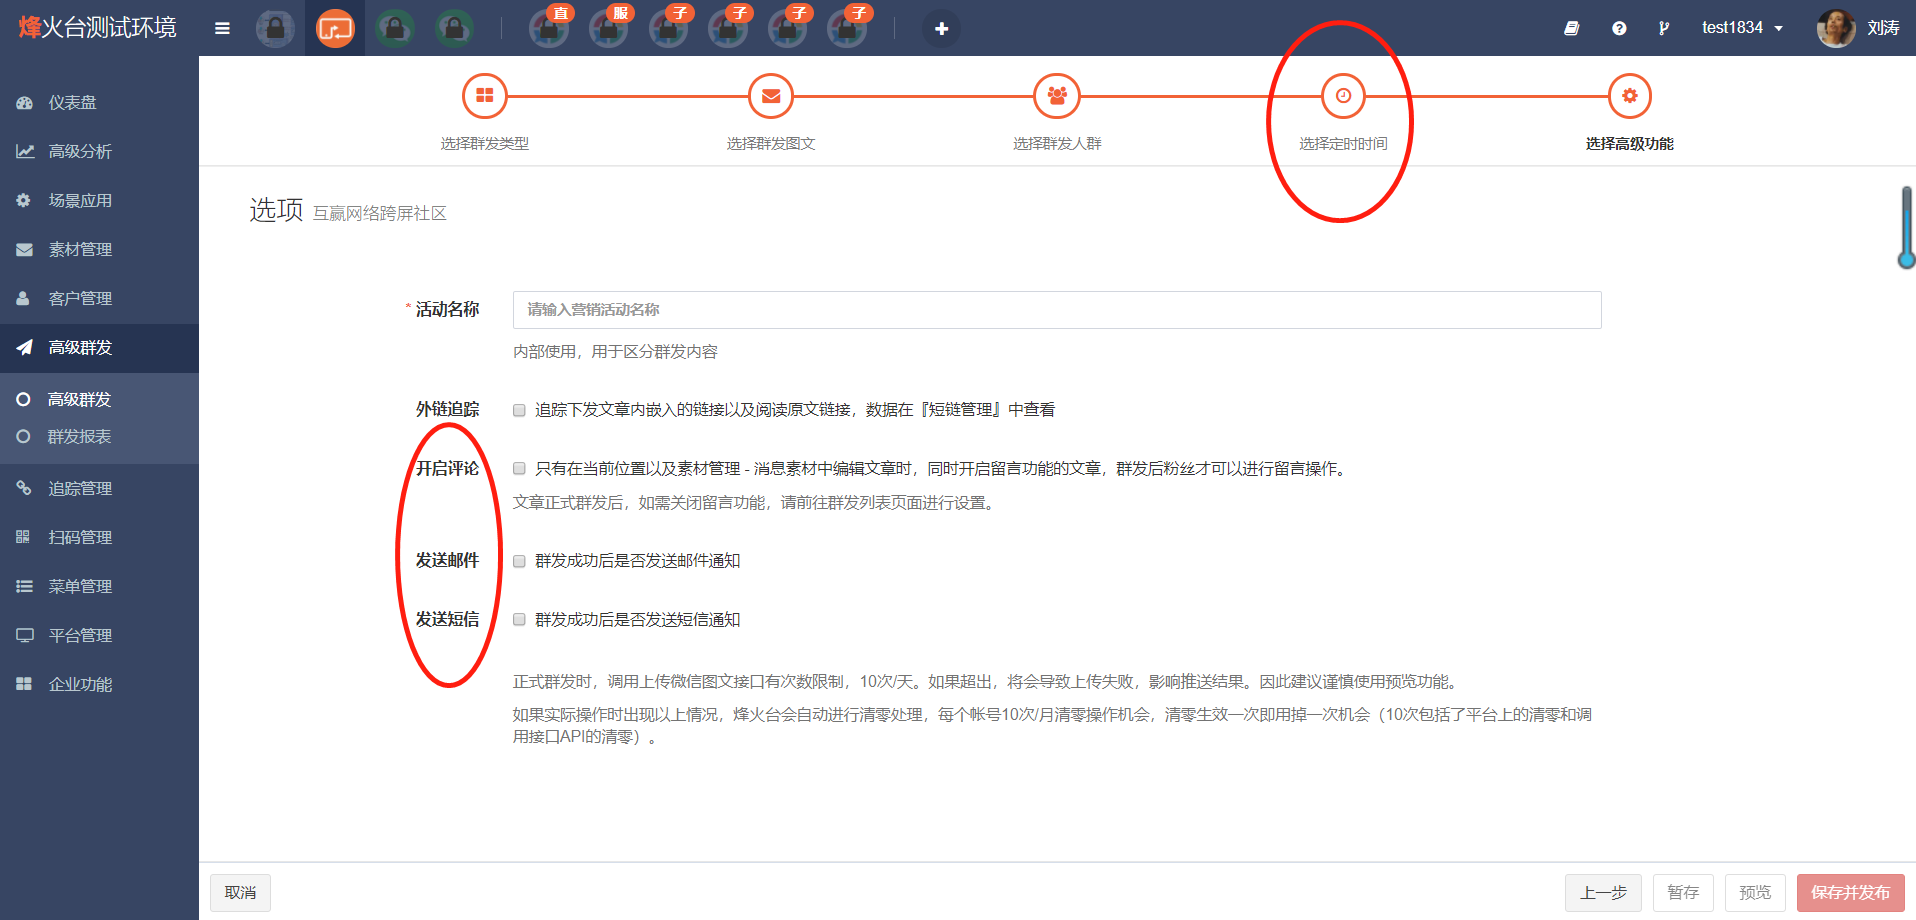 烽火台测试环境
直
服
子
子
子
子
test1834
刘涛
仪表盘
高级分析
场景应用
素材管理
客户管理
高级群发
高级群发
群发报表
追踪管理
扫码管理
菜单管理
平台管理
企业功能
选择群发类型
选择群发图文
选择群发人群
选择定时时间
选择高级功能
选项 互赢网络跨屏社区
* 活动名称
请输入营销活动名称
内部使用，用于区分群发内容
外链追踪
追踪下发文章内嵌入的链接以及阅读原文链接，数据在『短链管理』中查看
开启评论
只有在当前位置以及素材管理 - 消息素材中编辑文章时，同时开启留言功能的文章，群发后粉丝才可以进行留言操作。
文章正式群发后，如需关闭留言功能，请前往群发列表页面进行设置。
发送邮件
群发成功后是否发送邮件通知
发送短信
群发成功后是否发送短信通知
正式群发时，调用上传微信图文接口有次数限制，10次/天。如果超出，将会导致上传失败，影响推送结果。因此建议谨慎使用预览功能。
如果实际操作时出现以上情况，烽火台会自动进行清零处理，每个帐号10次/月清零操作机会，清零生效一次即用掉一次机会（10次包括了平台上的清零和调
用接口API的清零）。
取消
上一步
暂存
预览
保存并发布